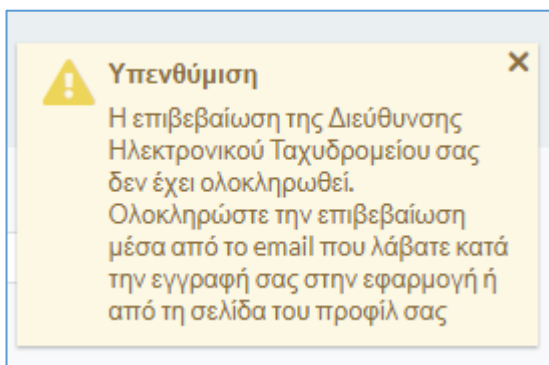 Υπενθύμιση
Η επιβεβαίωση της Διεύθυνσης
Ηλεκτρονικού Ταχυδρομείου σας
δεν έχει ολοκληρωθεί.
Ολοκληρώστε την επιβεβαίωση
μέσα από το email που λάβατε κατά
την εγγραφή σας στην εφαρμογή ή
από τη σελίδα του προφίλ σας